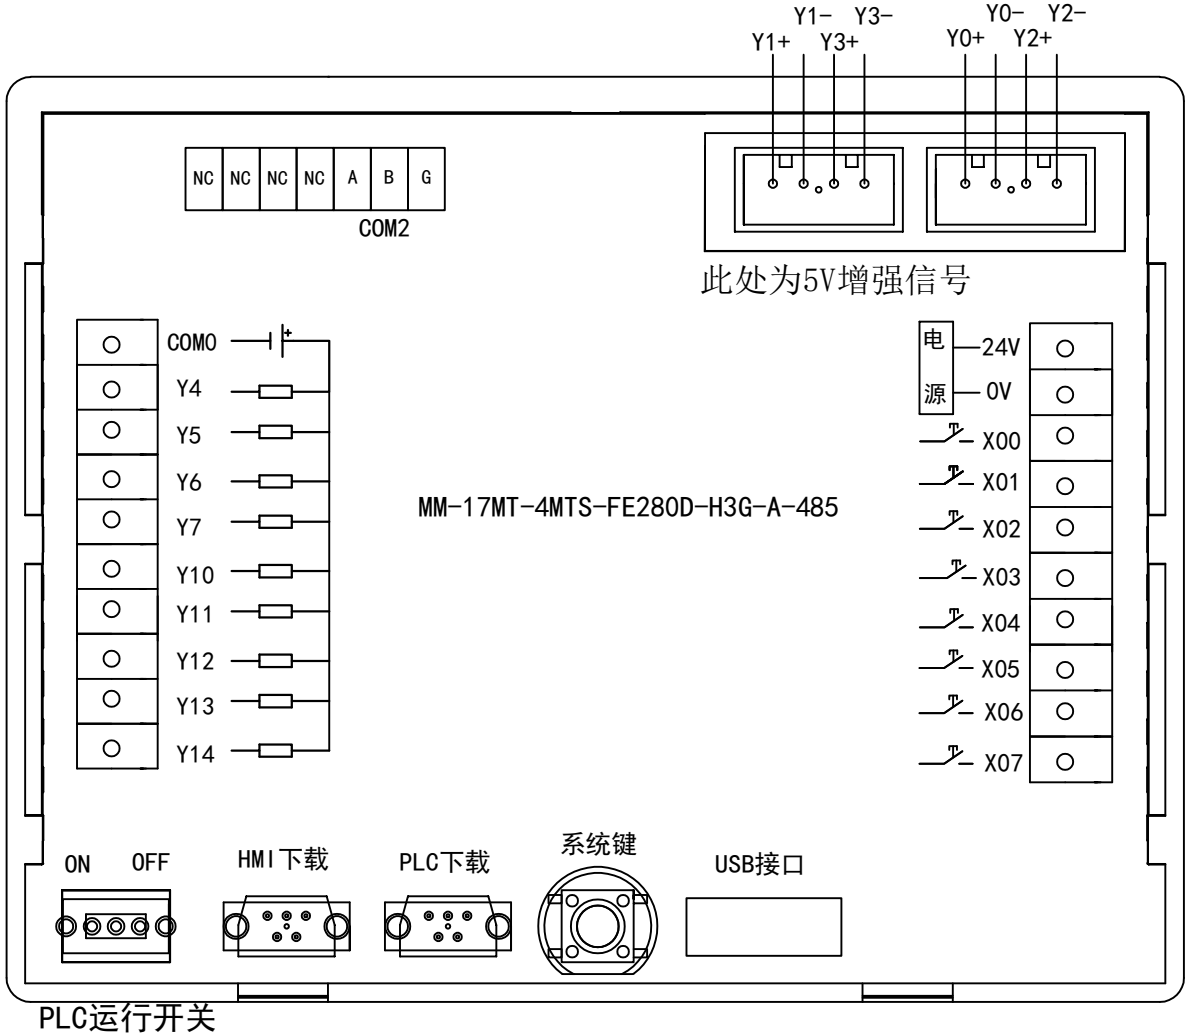 Y1- Y3- Y0- Y2-
Y1+ Y3+ Y0+ Y2+
NC NC NC NC A B G
COM2
此处为5V增强信号
COM0
Y4
Y5
Y6
Y7
Y10
Y11
Y12
Y13
Y14
MM-17MT-4MTS-FE280D-H3G-A-485
电源
24V
0V
X00
X01
X02
X03
X04
X05
X06
X07
ON OFF
HMI下载
PLC下载
系统键
USB接口
PLC运行开关